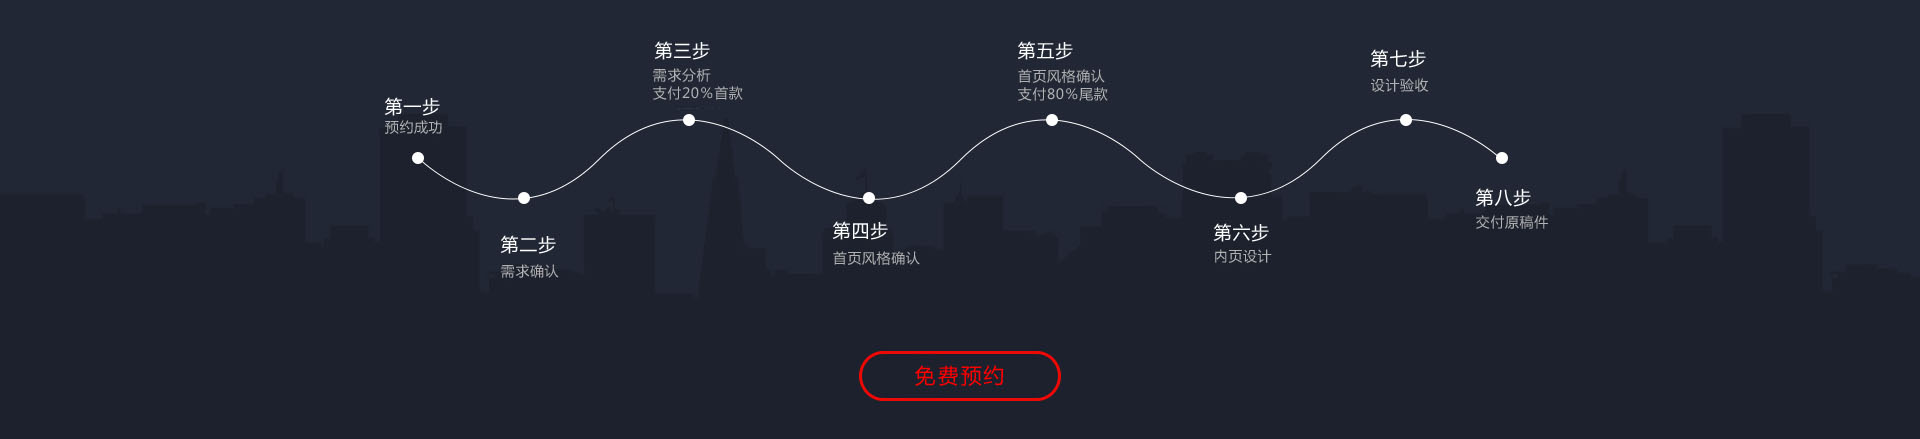 第一步
预约成功
第二步
需求确认
第三步
需求分析
支付20%首款
第四步
首页风格确认
第五步
首页风格确认
支付80%尾款
第六步
内页设计
第七步
设计验收
第八步
交付原稿件
免费预约